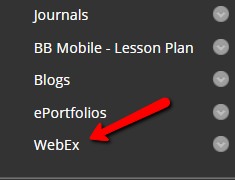 Journals
BB Mobile - Lesson Plan
Blogs
ePortfolios
WebEx